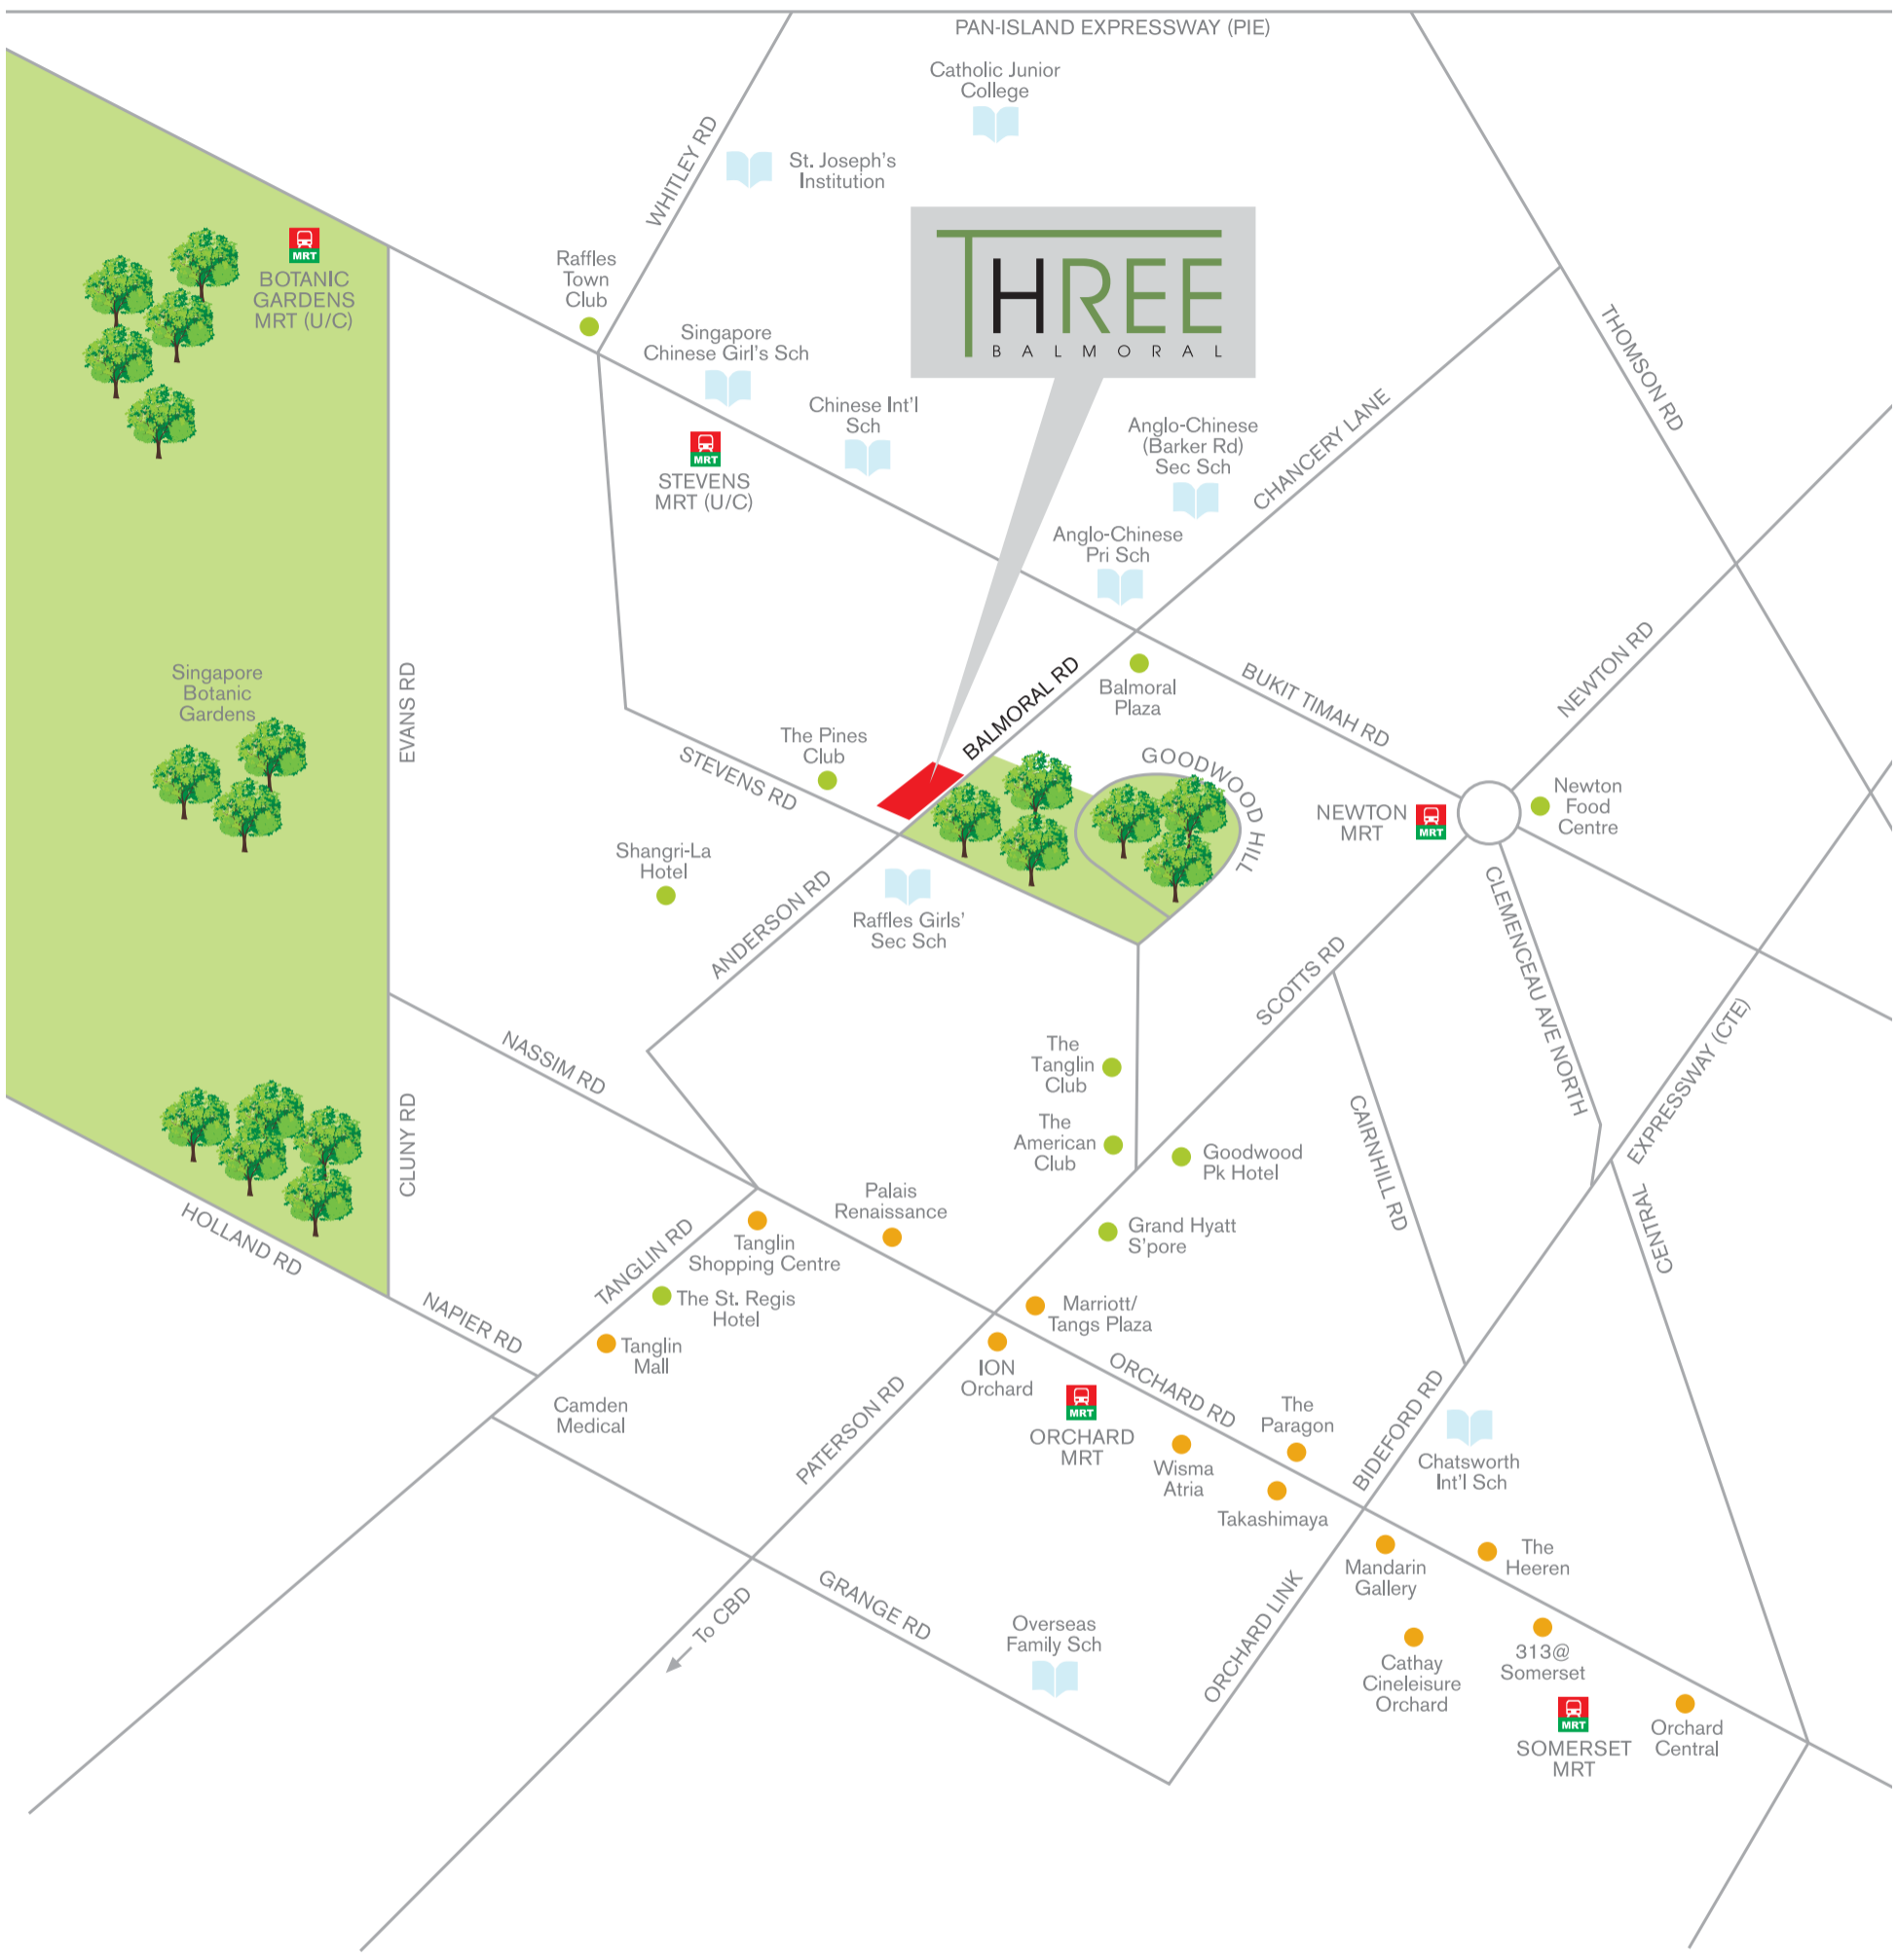 PAN-ISLAND EXPRESSWAY (PIE)
Catholic Junior
College
WHITLEY RD
St. Joseph's
Institution
THREE
BALMORAL
MRT
BOTANIC
GARDENS
MRT (U/C)
Raffles
Town
Club
Singapore
Chinese Girl's Sch
Chinese Int'l
Sch
MRT
STEVENS
MRT (U/C)
Anglo-Chinese
(Barker Rd)
Sec Sch
CHANCERY LANE
THOMSON RD
Anglo-Chinese
Pri Sch
Singapore
Botanic
Gardens
EVANS RD
STEVENS RD
The Pines
Club
BALMORAL RD
Balmoral
Plaza
BUKIT TIMAH RD
NEWTON RD
GOODWOOD HILL
NEWTON
MRT
MRT
Newton
Food
Centre
Shangri-La
Hotel
ANDERSON RD
Raffles Girls'
Sec Sch
SCOTTS RD
CLEMENCEAU AVE NORTH
NASSIM RD
The
Tanglin
Club
The
American
Club
Goodwood
Pk Hotel
CAIRNHILL RD
CENTRAL
EXPRESSWAY (CTE)
CLUNY RD
HOLLAND RD
NAPIER RD
TANGLIN RD
Tanglin
Shopping Centre
Palais
Renaissance
Grand Hyatt
S'pore
The St. Regis
Hotel
Tanglin
Mall
Camden
Medical
Marriott/
Tangs Plaza
ION
Orchard
ORCHARD RD
MRT
ORCHARD
MRT
PATERSON RD
Wisma
Atria
The
Paragon
Takashimaya
BIDEFORD RD
Chatsworth
Int'l Sch
Mandarin
Gallery
The
Heeren
To CBD
GRANGE RD
Overseas
Family Sch
ORCHARD LINK
Cathay
Cineleisure
Orchard
313@
Somerset
MRT
SOMERSET
MRT
Orchard
Central